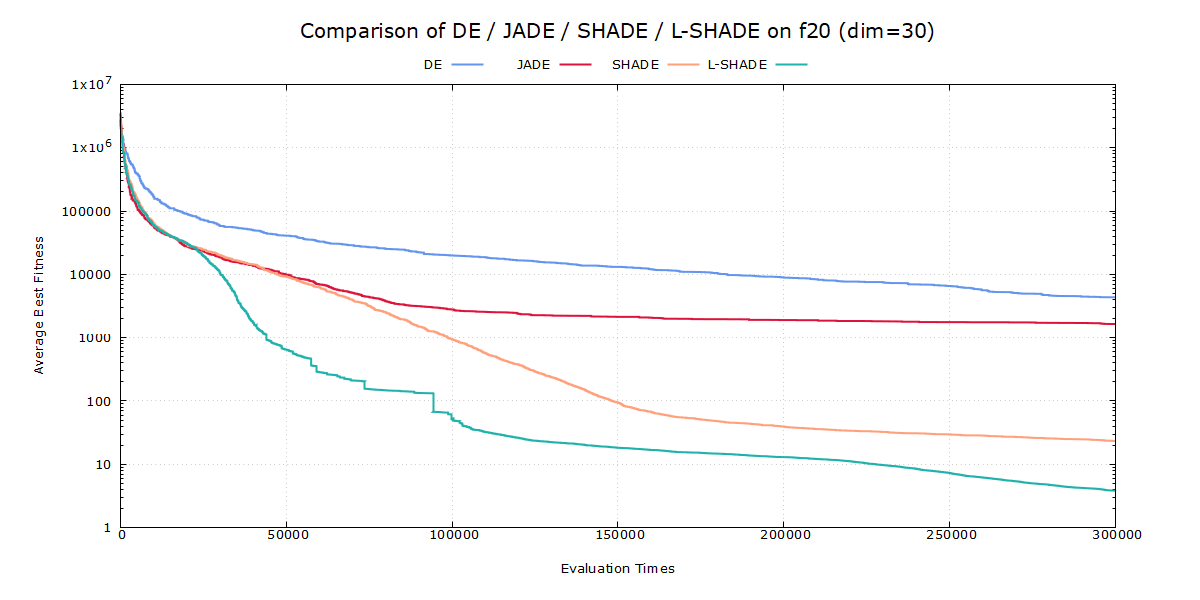 Comparison of DE / JADE / SHADE / L-SHADE on f20 (dim=30)
DE JADE SHADE L-SHADE
1x10^7
1x10^6
100000
10000
1000
100
10
1
Average Best Fitness
0 50000 100000 150000 200000 250000 300000
Evaluation Times